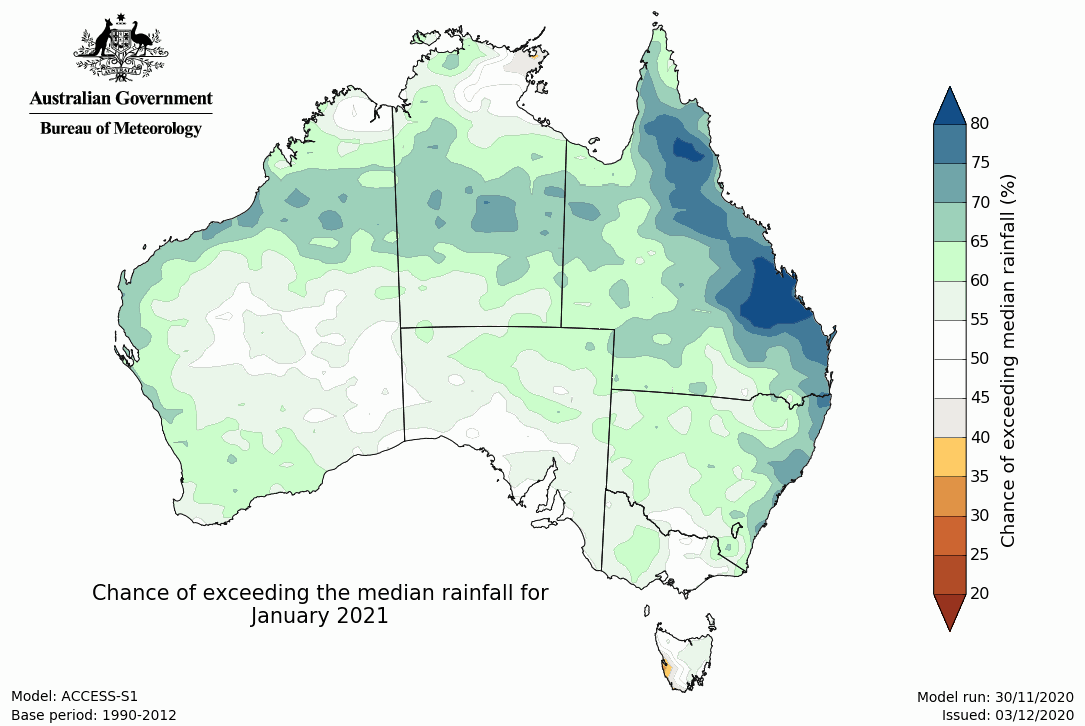 AUSTRALIA
Australian Government
Bureau of Meteorology
80
75
70
65
60
55
50
45
40
35
30
25
20
Chance of exceeding median rainfall (%)
Chance of exceeding the median rainfall for
January 2021
Model: ACCESS-S1
Base period: 1990-2012
Model run: 30/11/2020
Issued: 03/12/2020